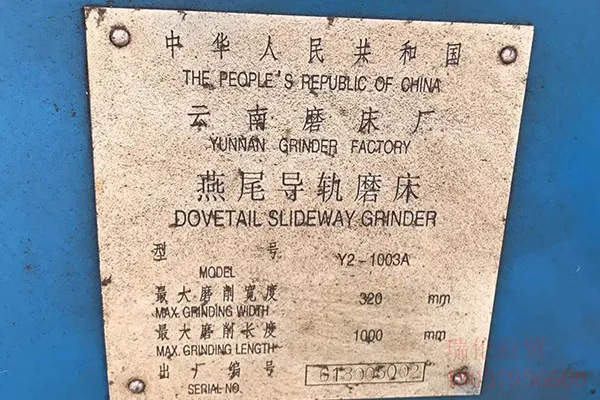 中华人民共和国
THE PEOPLE'S REPUBLIC OF CHINA
云南磨床厂
YUNNAN GRINDER FACTORY
燕尾导轨磨床
DOVETAIL SLIDEWAY GRINDER
型号 Y2-1003A
MODEL
最大磨削宽度 320 mm
MAX. GRINDING WIDTH
最大磨削长度 1000 mm
MAX. GRINDING LENGTH
出厂编号
SERIAL NO.